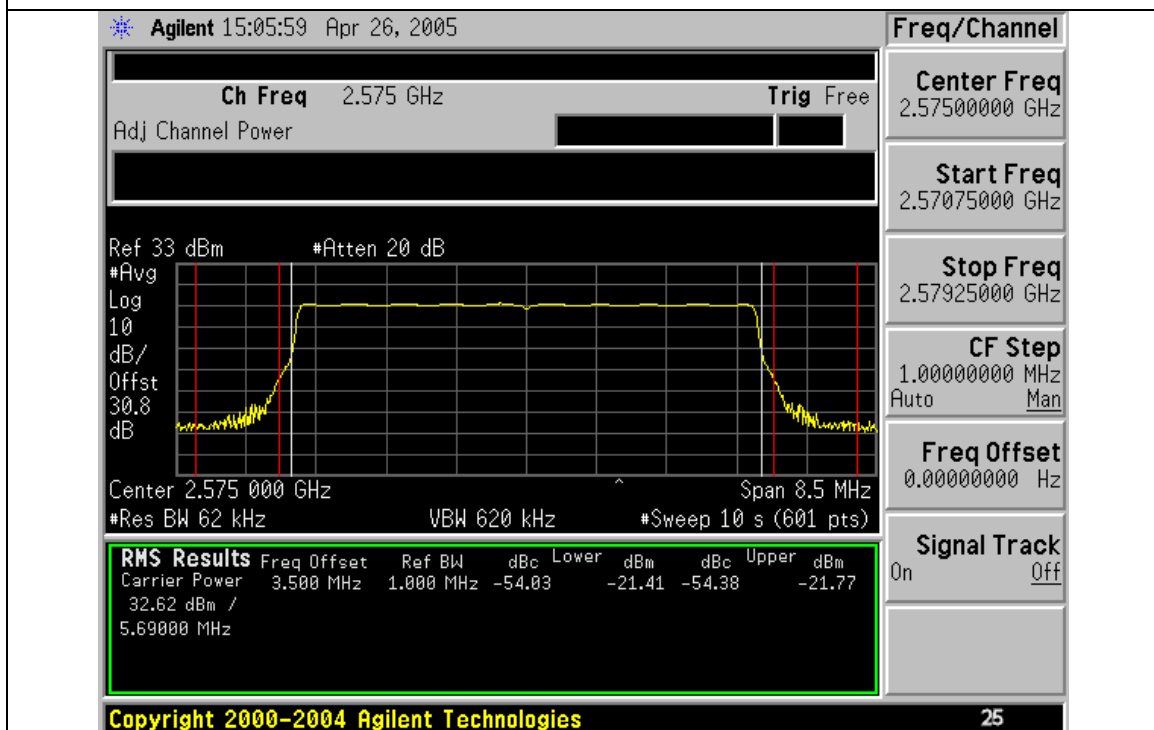 Agilent 15:05:59 Apr 26, 2005
Freq/Channel
Ch Freq 2.575 GHz
Trig Free
Adj Channel Power
Center Freq
2.57500000 GHz
Start Freq
2.57075000 GHz
Stop Freq
2.57925000 GHz
CF Step
1.00000000 MHz
Auto Man
Freq Offset
0.00000000 Hz
Signal Track
On Off
Ref 33 dBm #Atten 20 dB
#Avg
Log
10
dB/
Offst
30.8
dB
Center 2.575 000 GHz ^ Span 8.5 MHz
#Res BW 62 kHz VBW 620 kHz #Sweep 10 s (601 pts)
RMS Results Freq Offset Ref BW dBc Lower dBm dBc Upper dBm
Carrier Power 3.500 MHz 1.000 MHz -54.03 -21.41 -54.38 -21.77
32.62 dBm /
5.69000 MHz
Copyright 2000-2004 Agilent Technologies
25